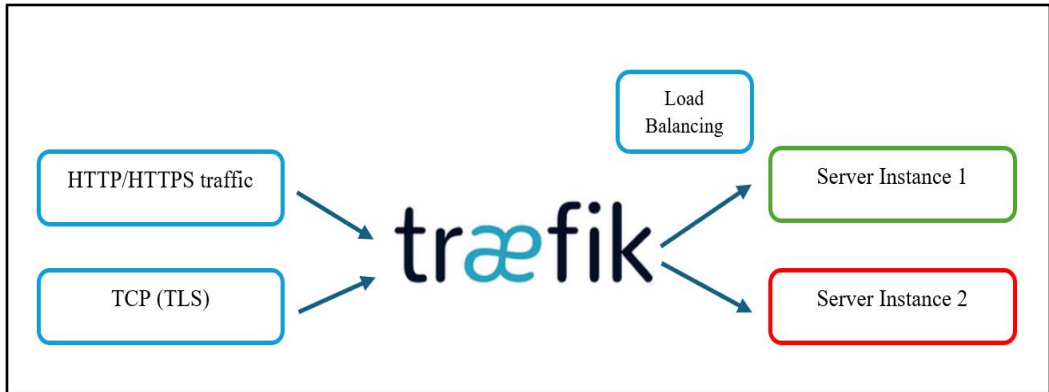 Load
Balancing
HTTP/HTTPS traffic
Server Instance 1
træfik
TCP (TLS)
Server Instance 2